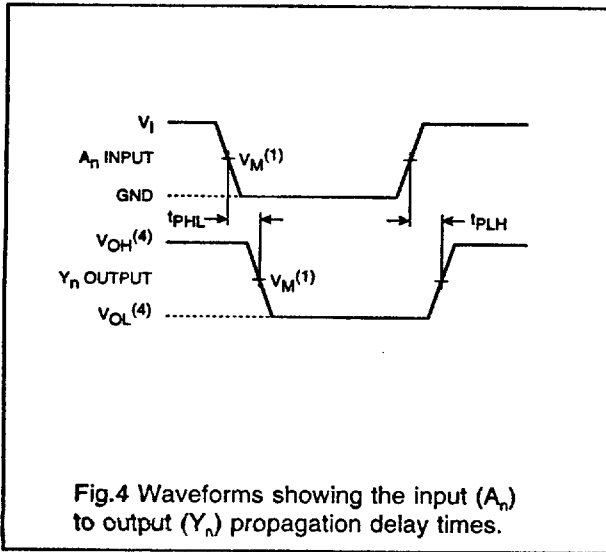 V_I
A_n INPUT V_M(1)
GND
t_PHL t_PLH
V_OH(4)
Y_n OUTPUT V_M(1)
V_OL(4)
Fig.4 Waveforms showing the input (A_n)
to output (Y_n) propagation delay times.